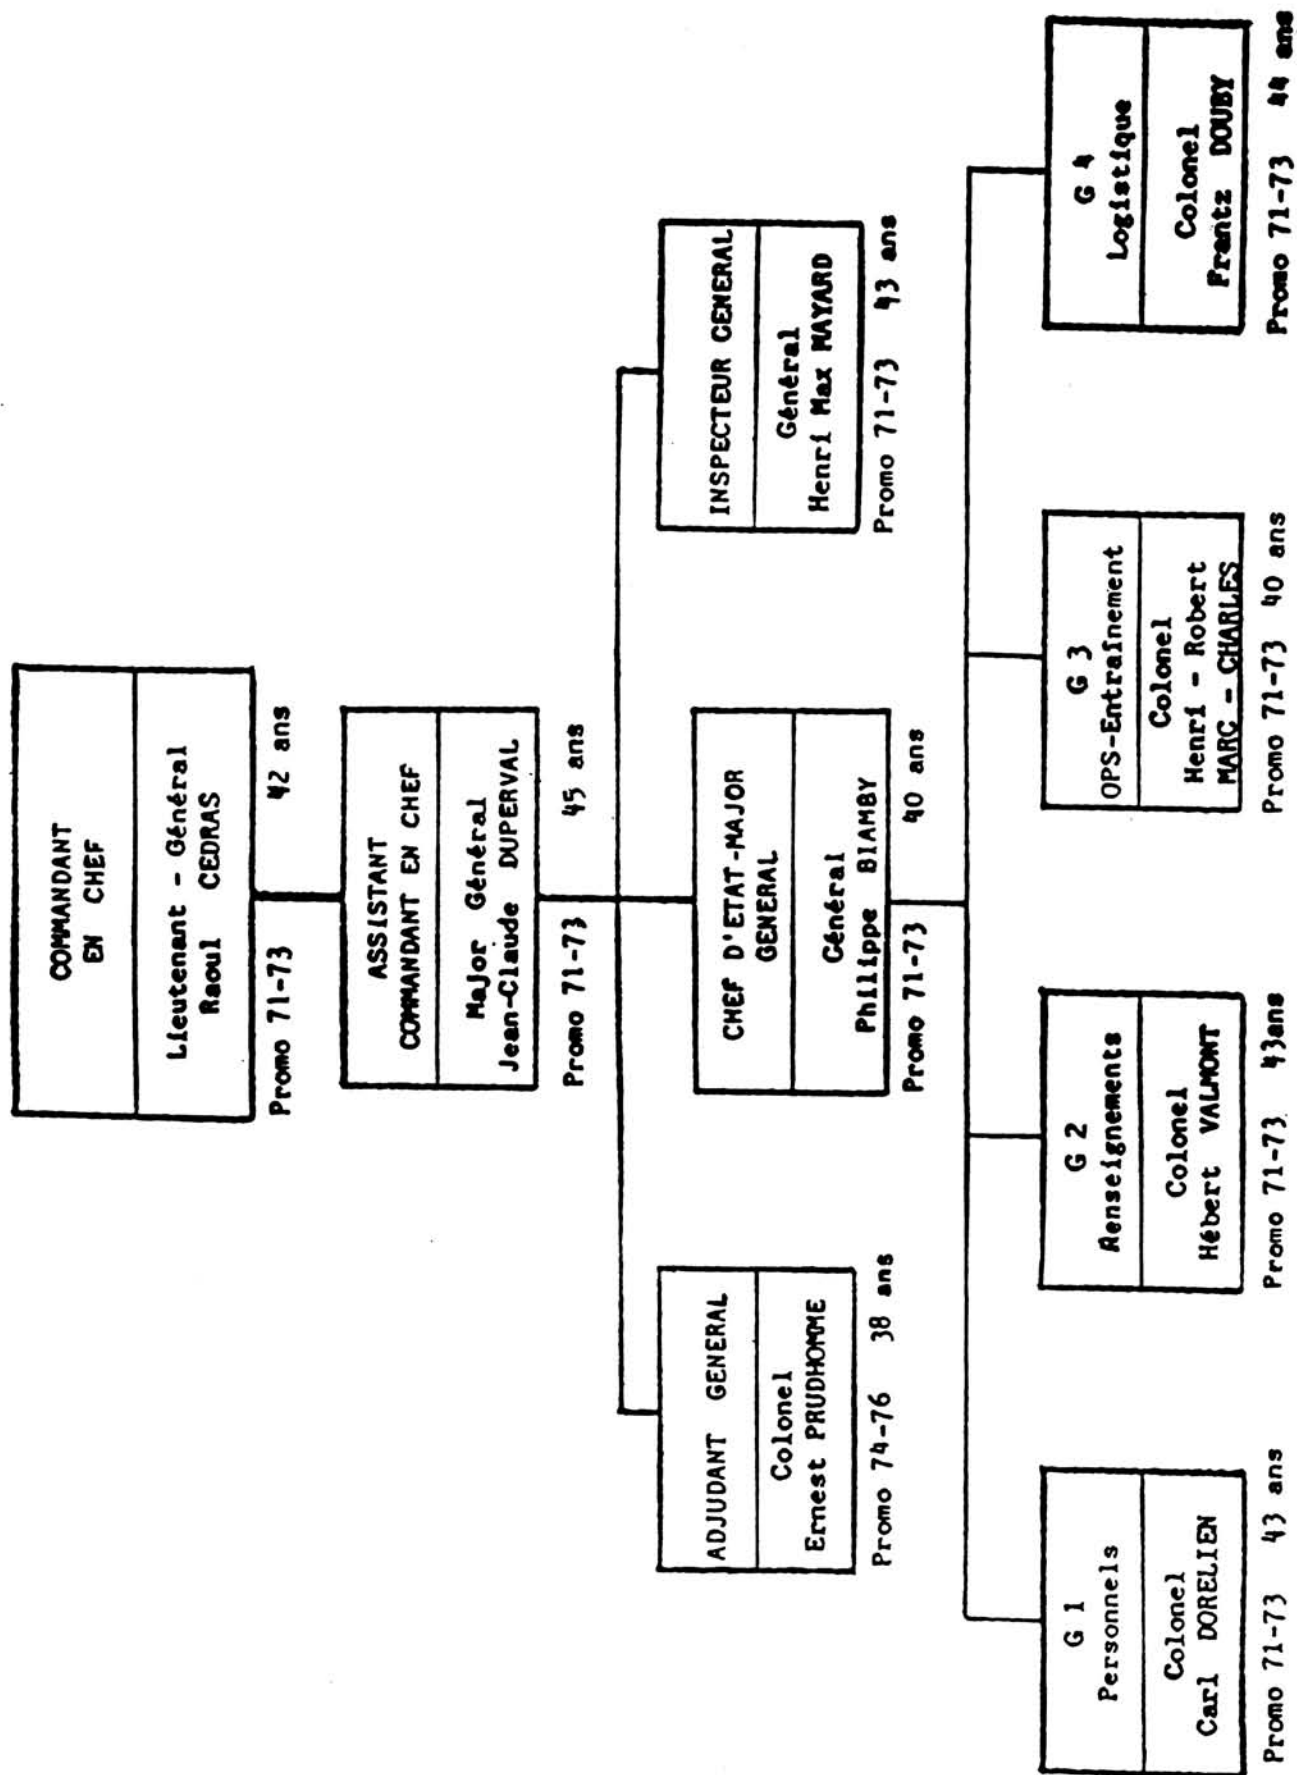 COMMANDANT
EN CHEF
Lieutenant - Général
Raoul CEDRAS
Promo 71-73 42 ans
ASSISTANT
COMMANDANT EN CHEF
Major Général
Jean-Claude DUPERVAL
Promo 71-73 45 ans
ADJUDANT GENERAL
Colonel
Ernest PRUDHOMME
Promo 74-76 38 ans
CHEF D'ETAT-MAJOR
GENERAL
Général
Philippe BIAMBY
Promo 71-73 40 ans
INSPECTEUR GENERAL
Général
Henri Max MAYARD
Promo 71-73 43 ans
G 1
Personnels
Colonel
Carl DORELIEN
Promo 71-73 43 ans
G 2
Renseignements
Colonel
Hébert VALMONT
Promo 71-73 43ans
G 3
OPS-Entraînement
Colonel
Henri - Robert
MARC - CHARLES
Promo 71-73 40 ans
G 4
Logistique
Colonel
Frantz DOUBY
Promo 71-73 44 ans